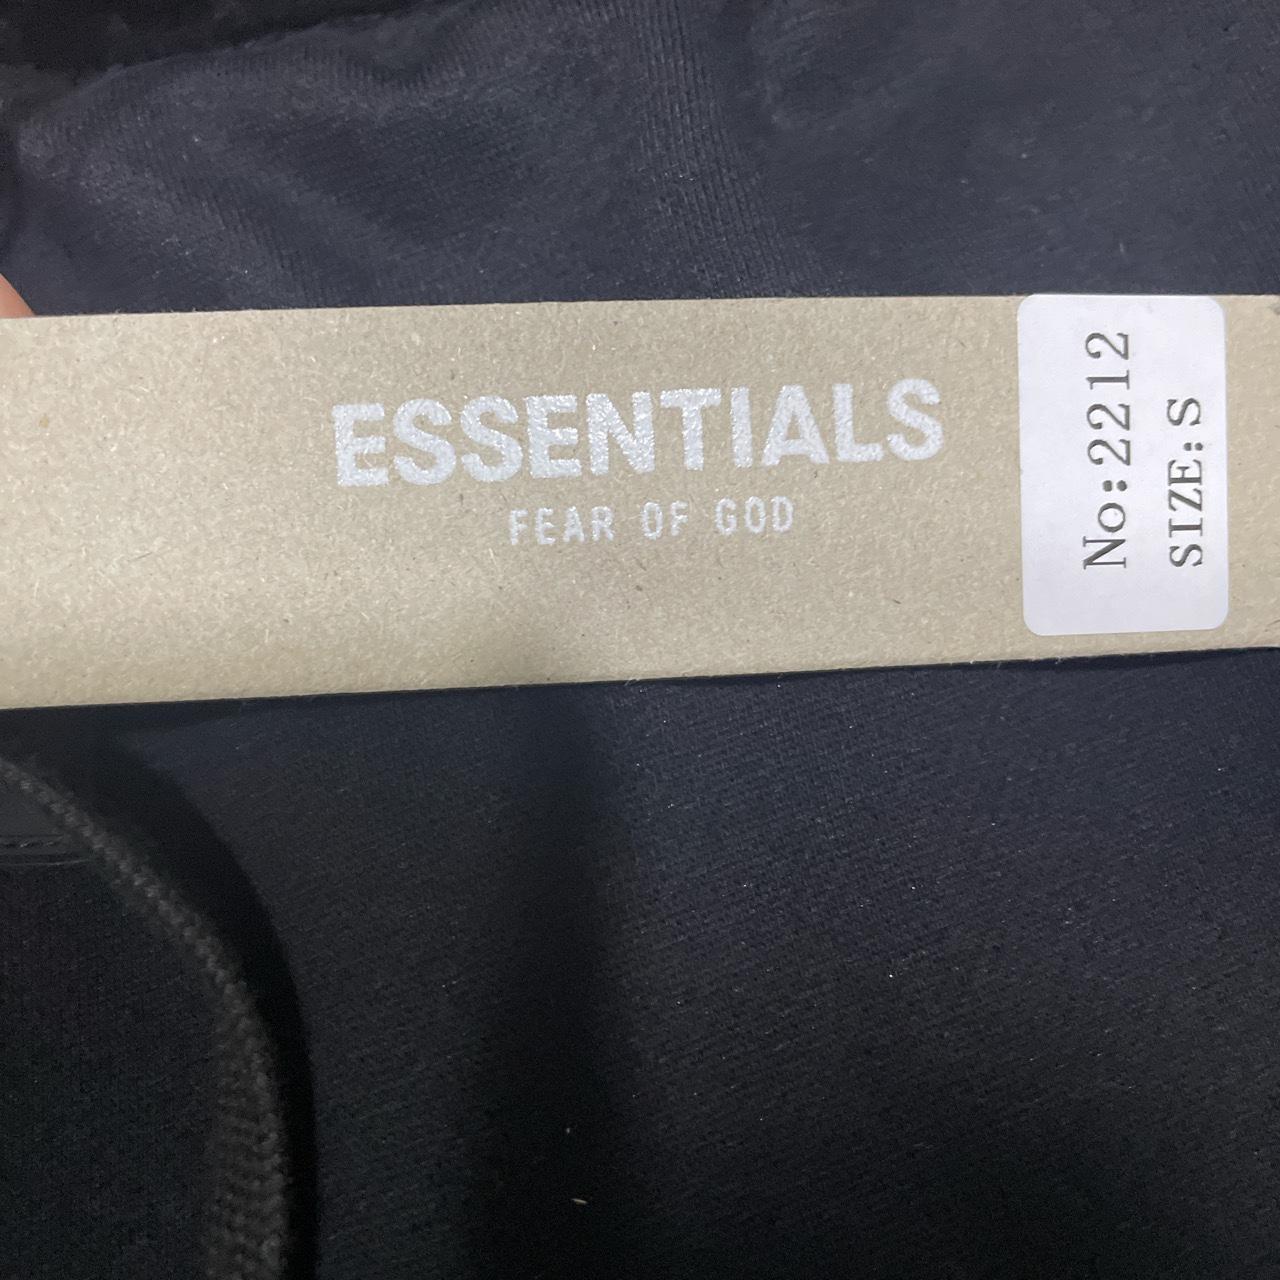 ESSENTIALS
FEAR OF GOD
No:2212
SIZE:S